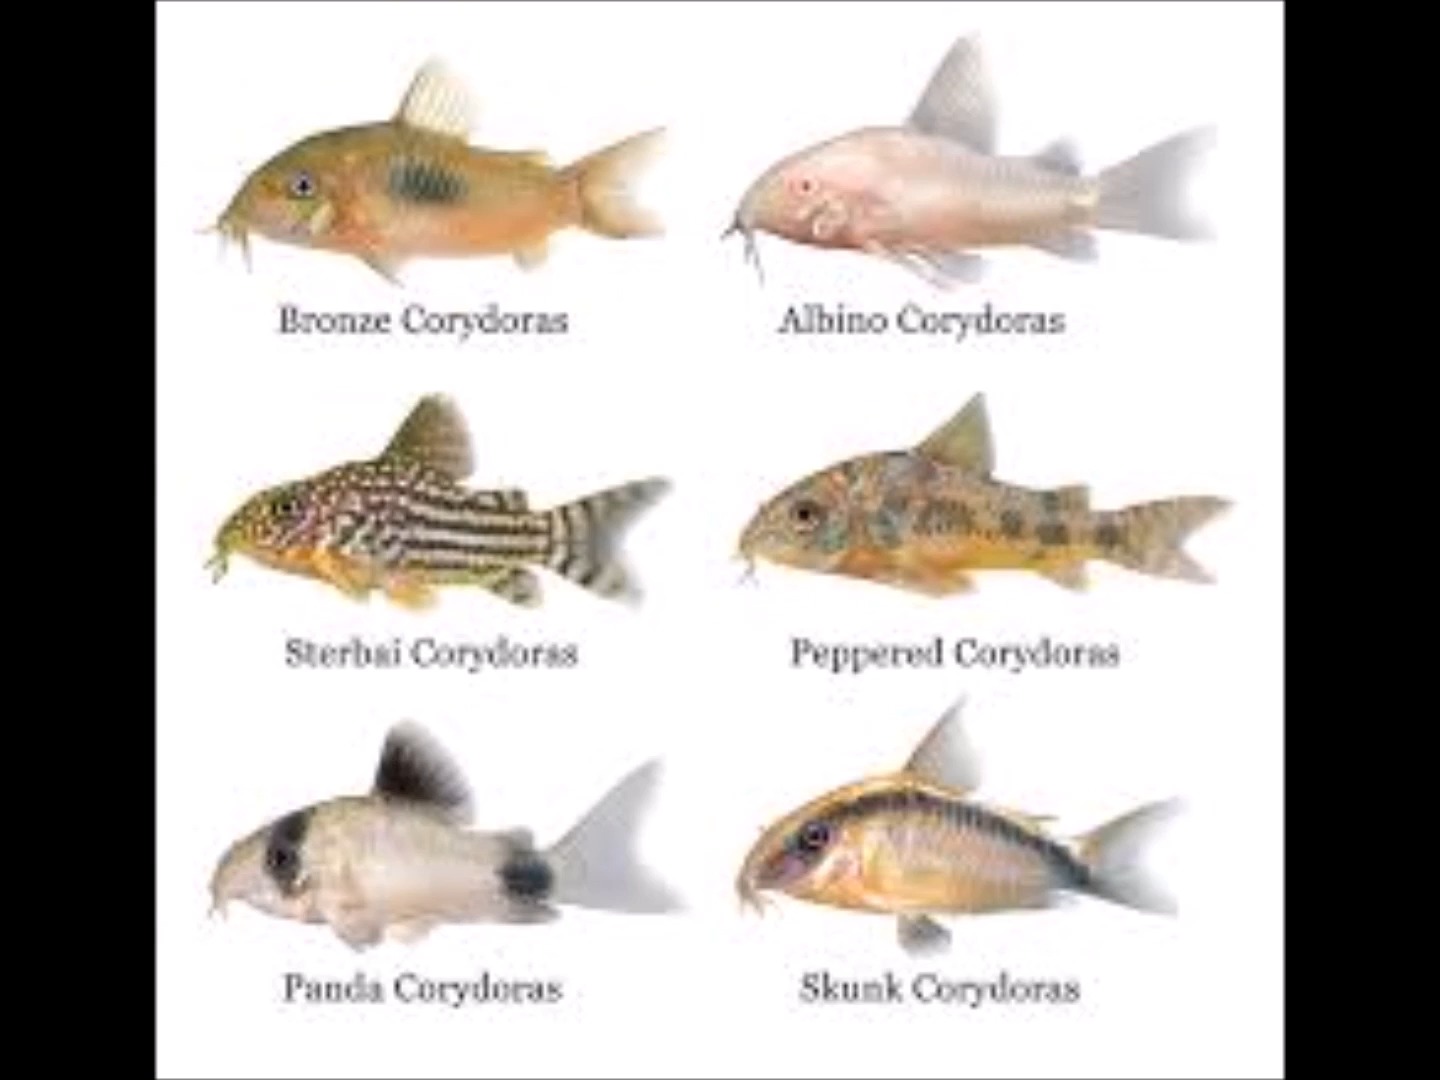 Bronze Corydoras
Albino Corydoras
Sterbai Corydoras
Peppered Corydoras
Panda Corydoras
Skunk Corydoras